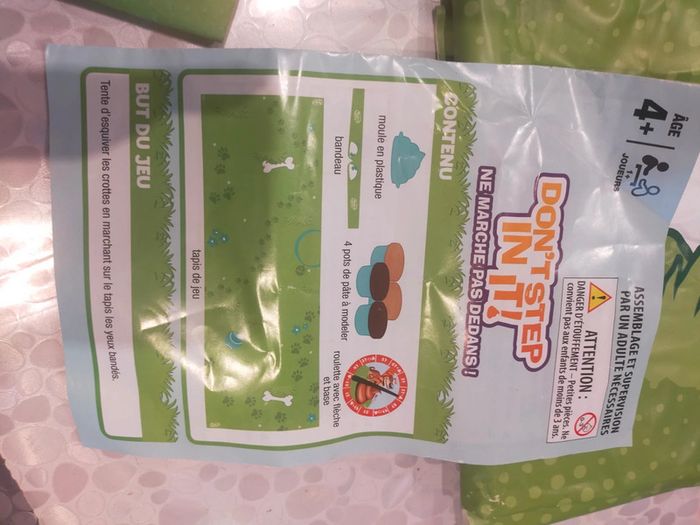 ÂGE
4+
1+
JOUEURS
ASSEMBLAGE ET SUPERVISION
PAR UN ADULTE NÉCESSAIRES
ATTENTION :
DANGER D'ÉTOUFFEMENT – Petites pièces. Ne
convient pas aux enfants de moins de 3 ans.
DON'T STEP
IN IT!
NE MARCHE PAS DEDANS !
CONTENU
moule en plastique
bandeau
4 pots de pâte à modeler
roulette avec flèche
et base
tapis de jeu
BUT DU JEU
Tente d'esquiver les crottes en marchant sur le tapis les yeux bandés.